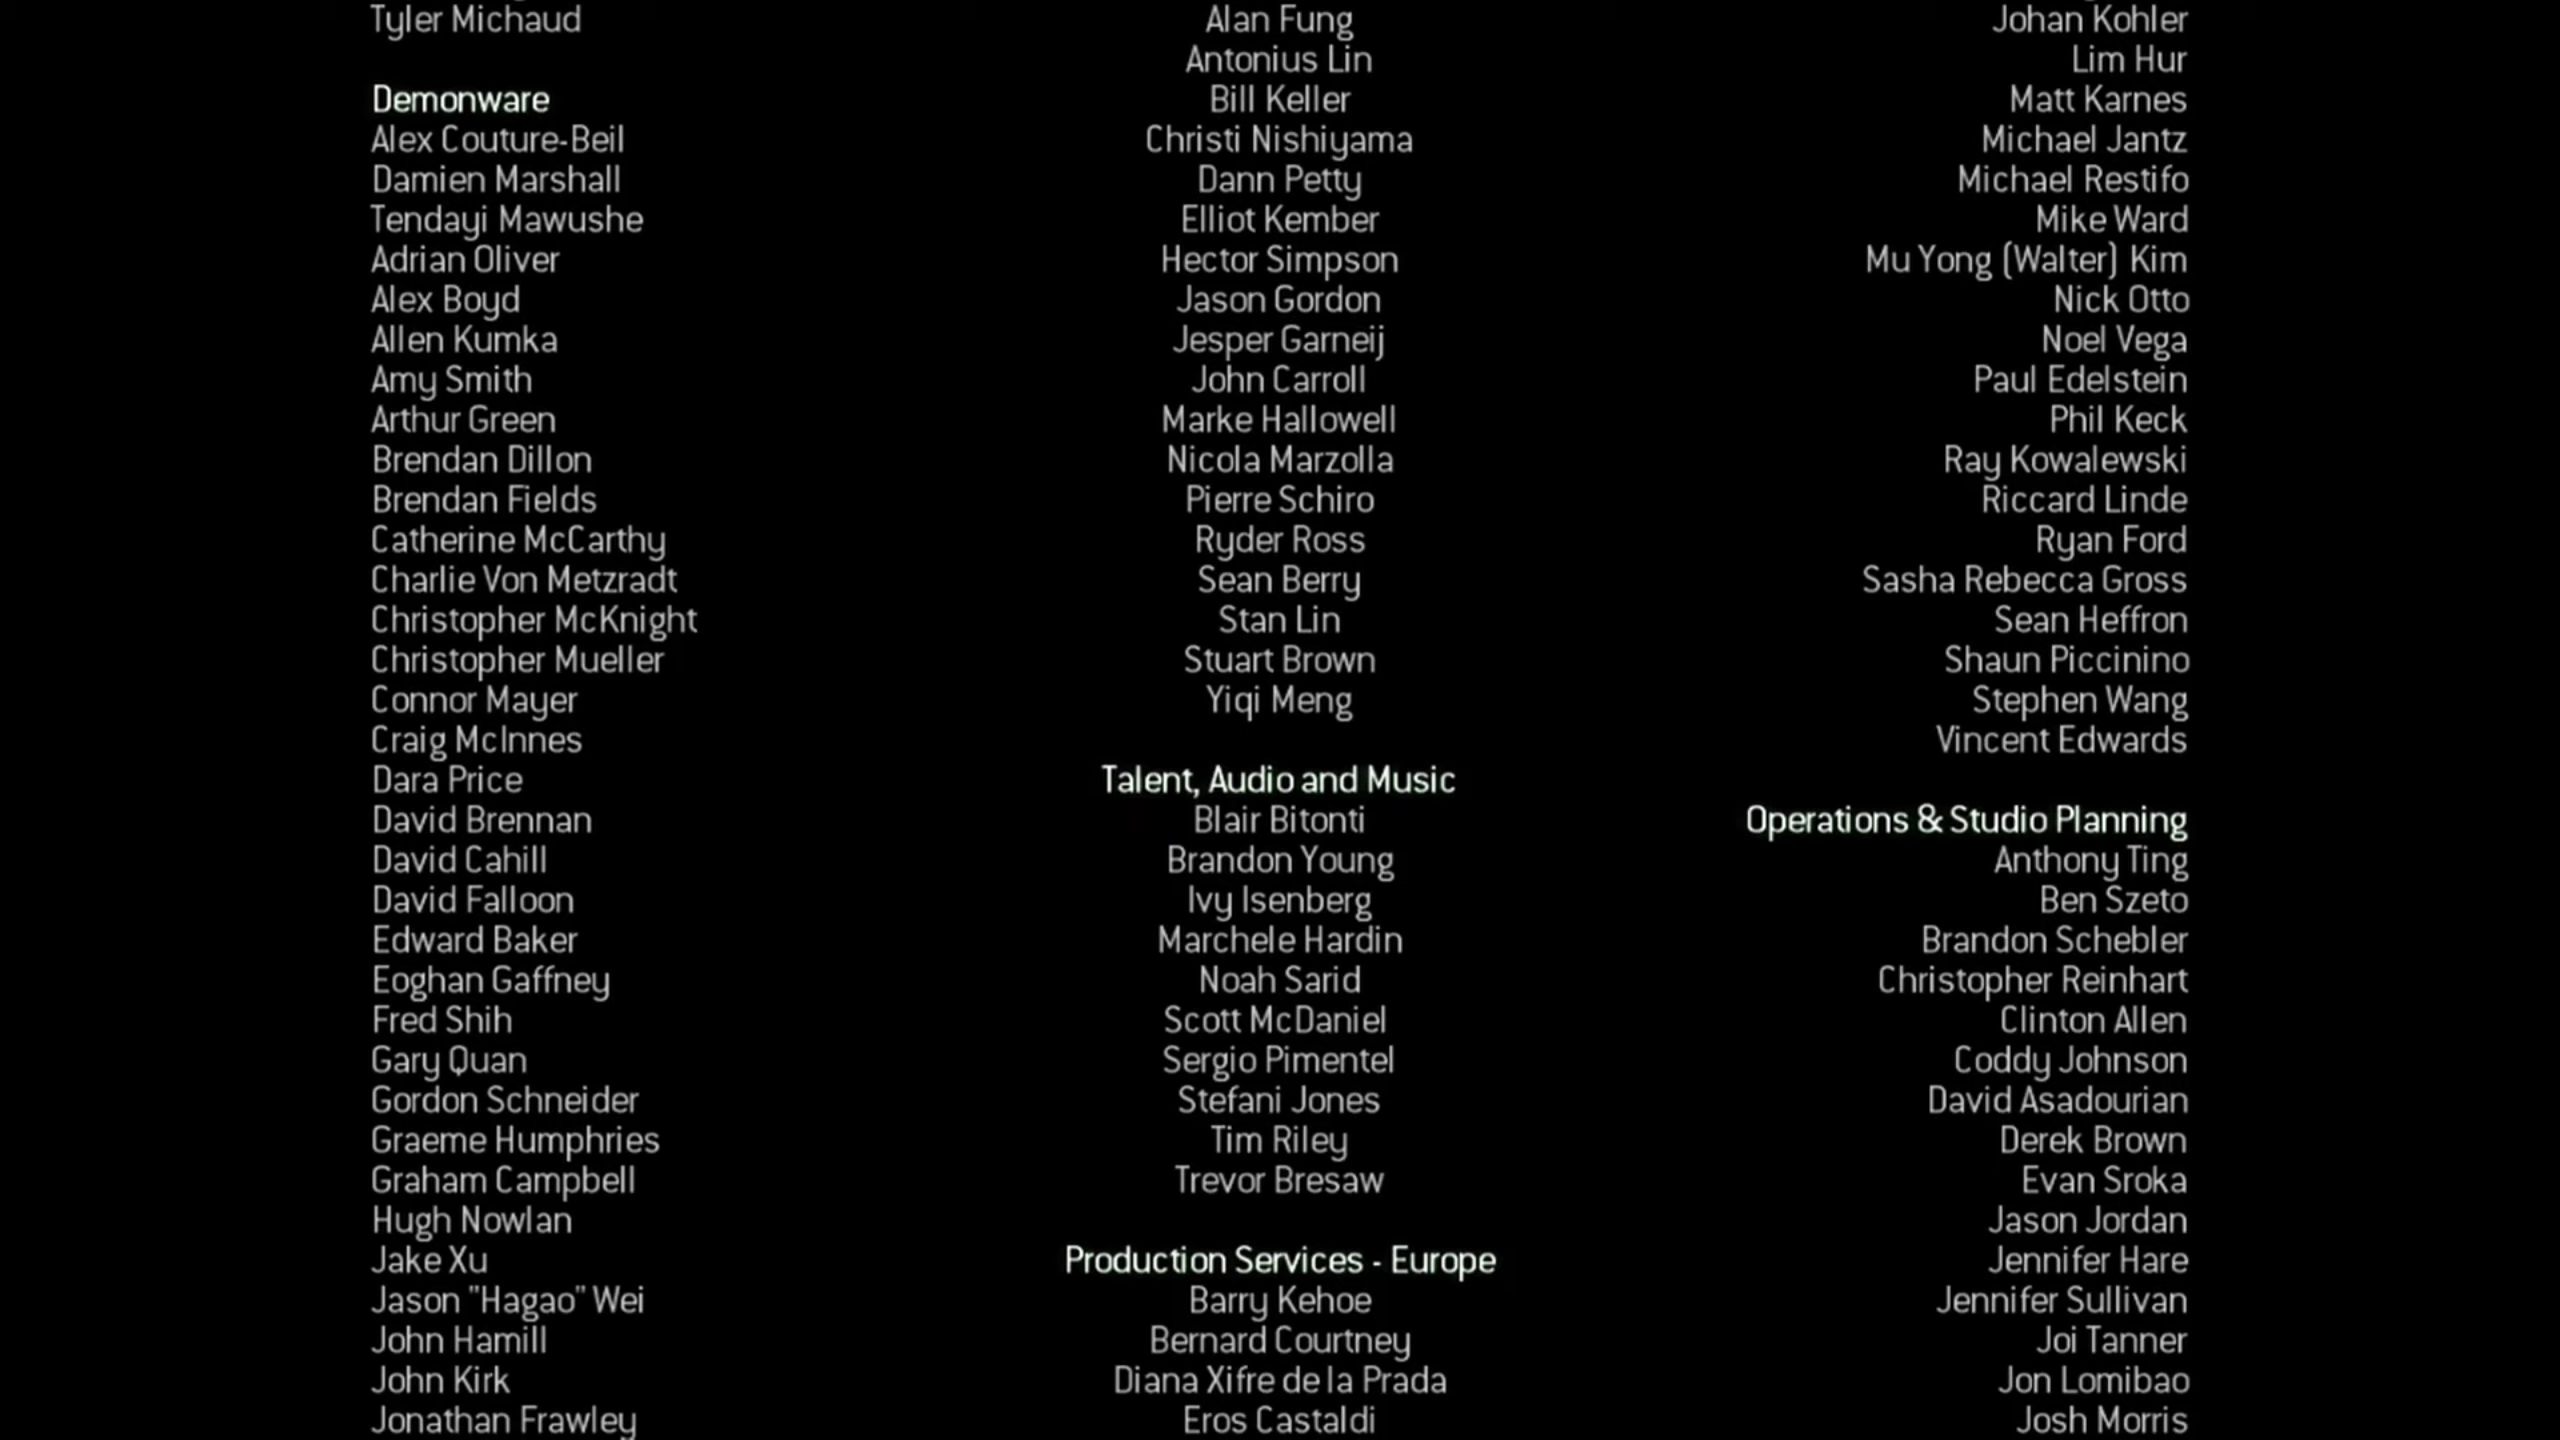 Tyler Michaud
Demonware
Alex Couture-Beil
Damien Marshall
Tendayi Mawushe
Adrian Oliver
Alex Boyd
Allen Kumka
Amy Smith
Arthur Green
Brendan Dillon
Brendan Fields
Catherine McCarthy
Charlie Von Metzradt
Christopher McKnight
Christopher Mueller
Connor Mayer
Craig McInnes
Dara Price
David Brennan
David Cahill
David Falloon
Edward Baker
Eoghan Gaffney
Fred Shih
Gary Quan
Gordon Schneider
Graeme Humphries
Graham Campbell
Hugh Nowlan
Jake Xu
Jason "Hagao" Wei
John Hamill
John Kirk
Jonathan Frawley
Alan Fung
Antonius Lin
Bill Keller
Christi Nishiyama
Dann Petty
Elliot Kember
Hector Simpson
Jason Gordon
Jesper Garneij
John Carroll
Marke Hallowell
Nicola Marzolla
Pierre Schiro
Ryder Ross
Sean Berry
Stan Lin
Stuart Brown
Yiqi Meng
Talent, Audio and Music
Blair Bitonti
Brandon Young
Ivy Isenberg
Marchele Hardin
Noah Sarid
Scott McDaniel
Sergio Pimentel
Stefani Jones
Tim Riley
Trevor Bresaw
Production Services - Europe
Barry Kehoe
Bernard Courtney
Diana Xifre de la Prada
Eros Castaldi
Johan Kohler
Lim Hur
Matt Karnes
Michael Jantz
Michael Restifo
Mike Ward
Mu Yong (Walter) Kim
Nick Otto
Noel Vega
Paul Edelstein
Phil Keck
Ray Kowalewski
Riccard Linde
Ryan Ford
Sasha Rebecca Gross
Sean Heffron
Shaun Piccinino
Stephen Wang
Vincent Edwards
Operations & Studio Planning
Anthony Ting
Ben Szeto
Brandon Schebler
Christopher Reinhart
Clinton Allen
Coddy Johnson
David Asadourian
Derek Brown
Evan Sroka
Jason Jordan
Jennifer Hare
Jennifer Sullivan
Joi Tanner
Jon Lomibao
Josh Morris